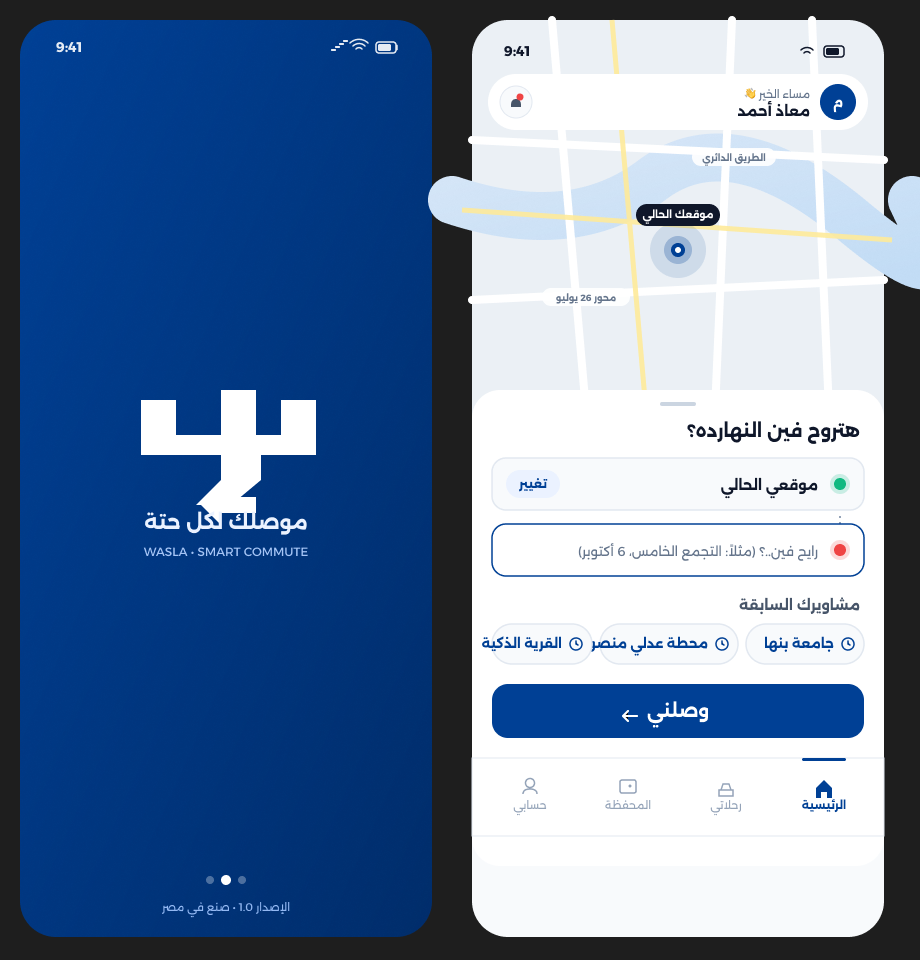 9:41
موصلك لكل حتة
WASLA • SMART COMMUTE
الإصدار 1.0 • صنع في مصر
9:41
مساء الخير 👋
معاذ أحمد
م
الطريق الدائري
موقعك الحالي
محور 26 يوليو
هتروح فين النهارده؟
موقعي الحالي
تغيير
رايح فين..؟ (مثلاً: التجمع الخامس، 6 أكتوبر)
مشاويرك السابقة
جامعة بنها
محطة عدلي منصور
القرية الذكية
وصلني ←
الرئيسية
رحلاتي
المحفظة
حسابي